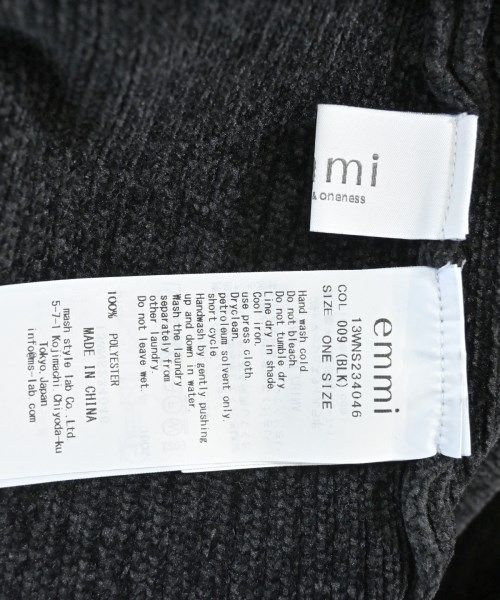 mmi
& oneness
emmi
13WNS234046
COL 009 (BLK)
SIZE ONE SIZE
Hand wash cold
Do not bleach.
Do not tumble dry
Line dry in shade
Cool iron.
use press cloth.
Dryclean.
petroleum solvent only.
short cycle
Handwash by gently pushing
up and down in water.
Wash the laundry
separately from
other laundry.
Do not leave wet.
100% POLYESTER
MADE IN CHINA
mash style lab Co. Ltd
5-7-1 Kojimachi Chiyoda-ku
Tokyo.Japan
info@ms-lab.com